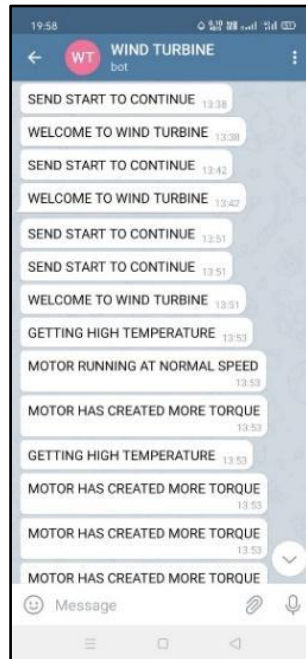 19:58
WT
WIND TURBINE
bot
SEND START TO CONTINUE 13:38
WELCOME TO WIND TURBINE 13:38
SEND START TO CONTINUE 13:42
WELCOME TO WIND TURBINE 13:42
SEND START TO CONTINUE 13:51
SEND START TO CONTINUE 13:51
WELCOME TO WIND TURBINE 13:51
GETTING HIGH TEMPERATURE 13:53
MOTOR RUNNING AT NORMAL SPEED
13:53
MOTOR HAS CREATED MORE TORQUE
13:53
GETTING HIGH TEMPERATURE 13:53
MOTOR HAS CREATED MORE TORQUE
13:53
MOTOR HAS CREATED MORE TORQUE
13:53
MOTOR HAS CREATED MORE TORQUE
Message